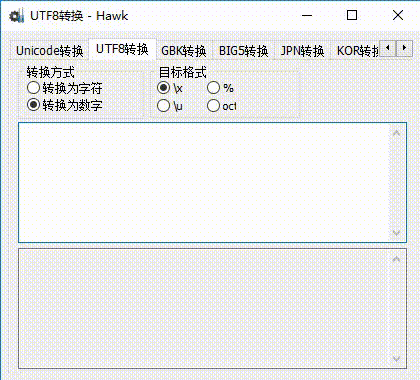 UTF8转换 - Hawk
Unicode转换 UTF8转换 GBK转换 BIG5转换 JPN转换 KOR转换
转换方式 目标格式
转换为字符 \x %
转换为数字 \u oct